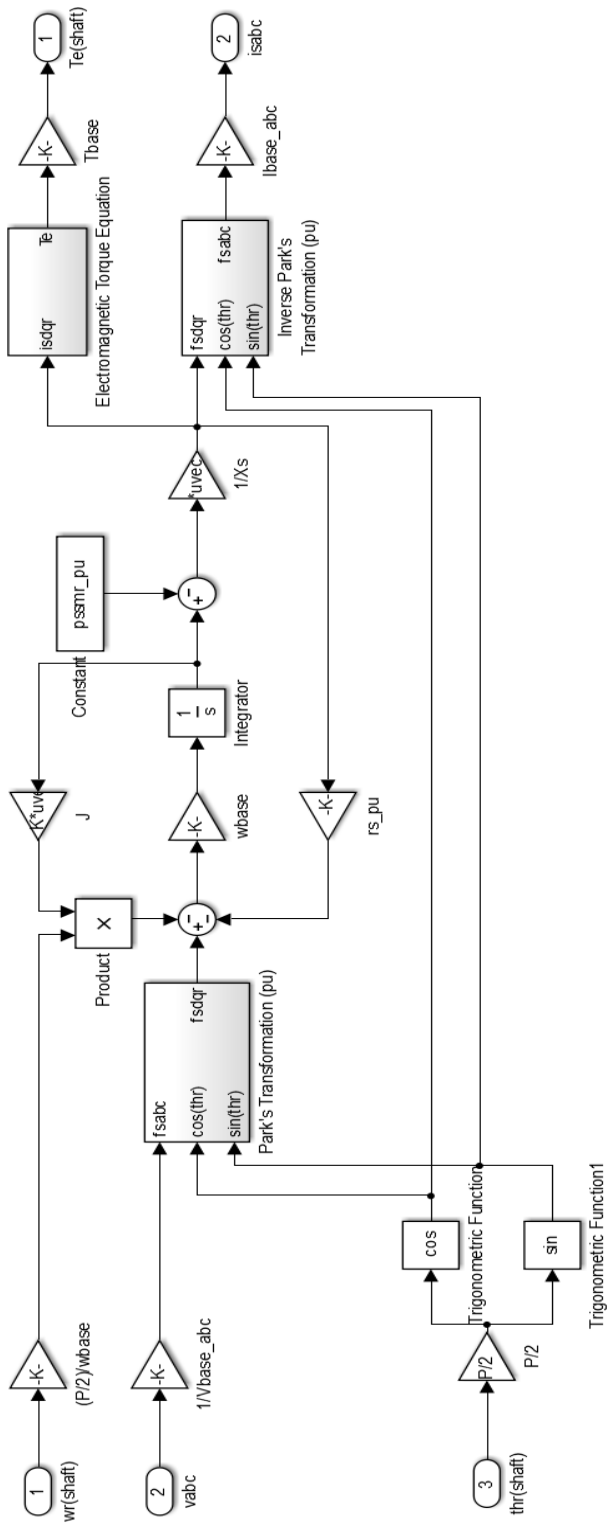 1
wr(shaft)
-K-
(P/2)/wbase
2
vabc
-K-
1/Vbase_abc
3
thr(shaft)
P/2
P/2
cos
Trigonometric Function
sin
Trigonometric Function1
fsabc
cos(thr)
sin(thr)
fsdqr
Park's Transformation (pu)
×
Product
K*uve
J
-K-
wbase
1
s
Integrator
pssmr_pu
Constant
-K-
rs_pu
*uvec
1/Xs
isdqr
Te
Electromagnetic Torque Equation
-K-
Tbase
1
Te(shaft)
fsdqr
cos(thr)
sin(thr)
fsabc
Inverse Park's
Transformation (pu)
-K-
Ibase_abc
2
isabc